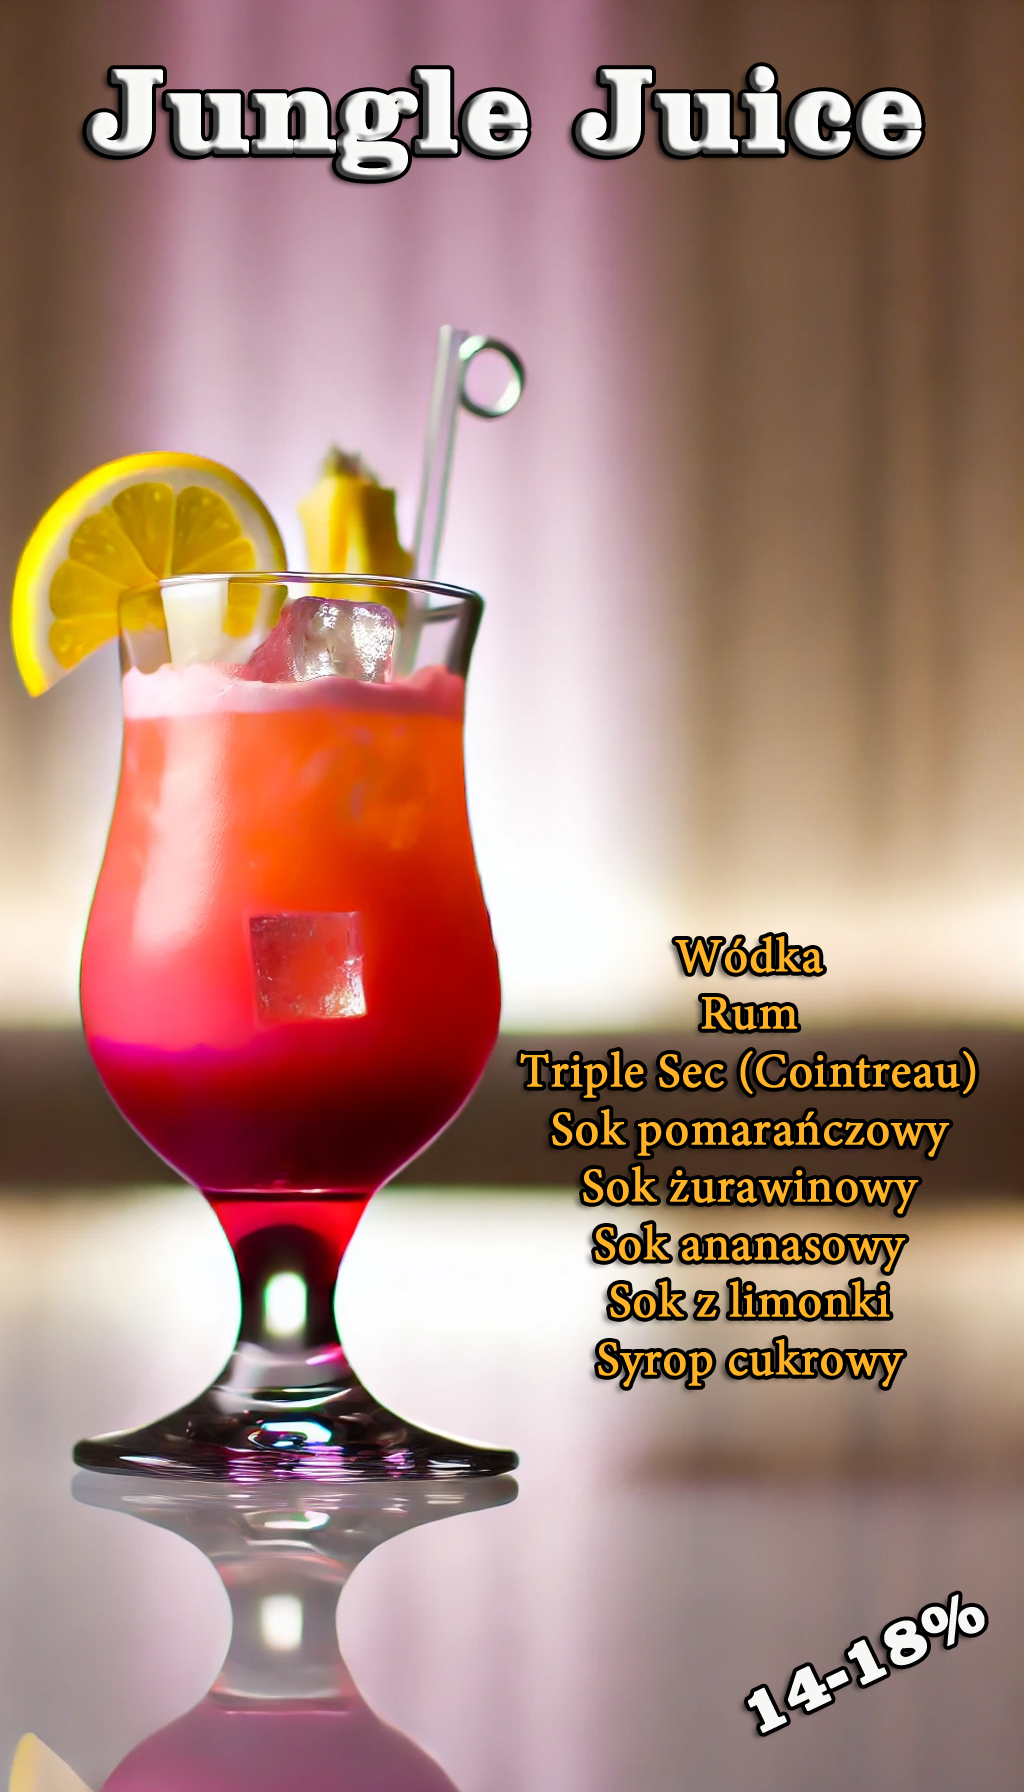 Jungle Juice
Wódka
Rum
Triple Sec (Cointreau)
Sok pomarańczowy
Sok żurawinowy
Sok ananasowy
Sok z limonki
Syrop cukrowy
14-18%